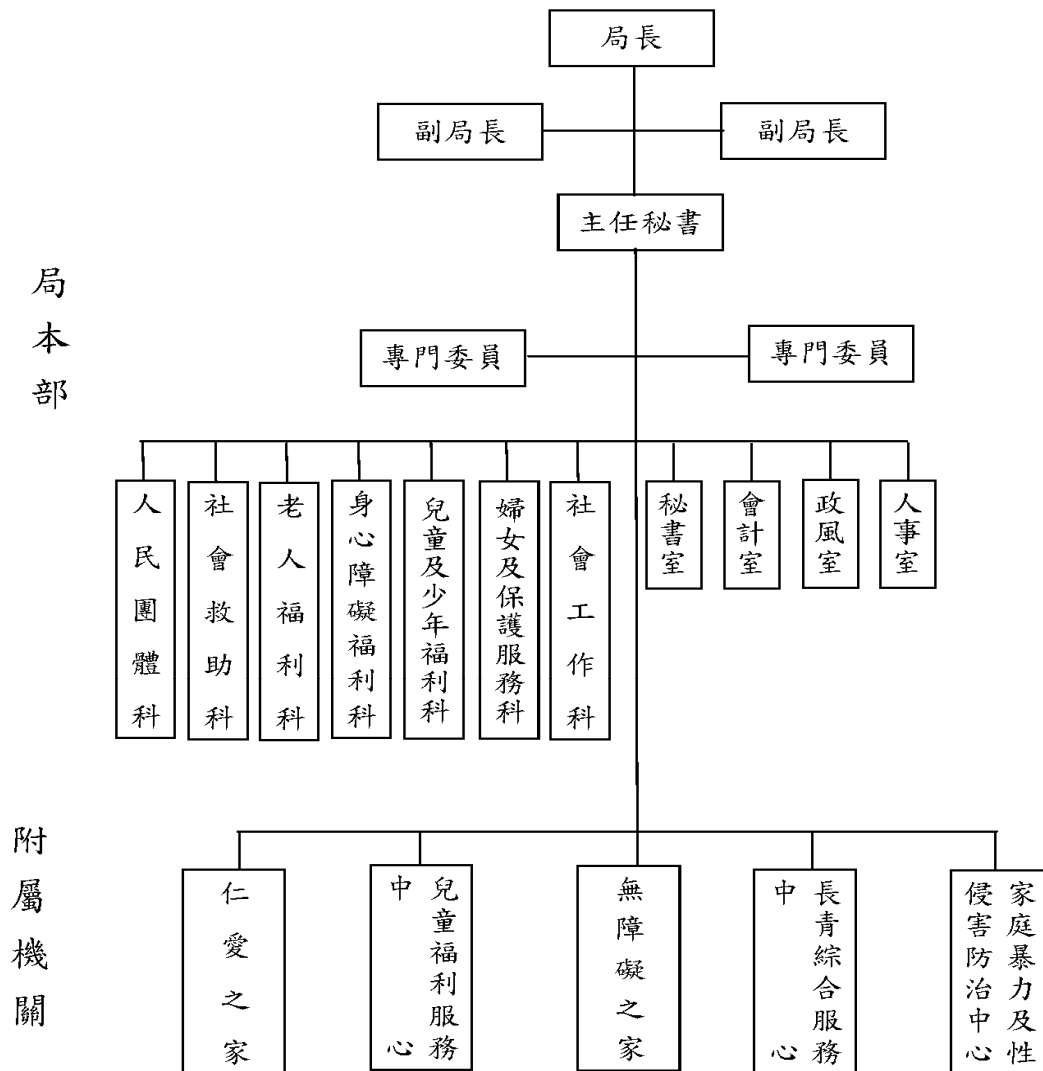 局長
副局長
副局長
主任秘書
局本部
專門委員
專門委員
人民團體科
社會救助科
老人福利科
身心障礙福利科
兒童及少年福利科
婦女及保護服務科
社會工作科
秘書室
會計室
政風室
人事室
附屬機關
仁愛之家
兒童福利服務
中心
無障礙之家
長青綜合服務
中心
家庭暴力及性
侵害防治中心